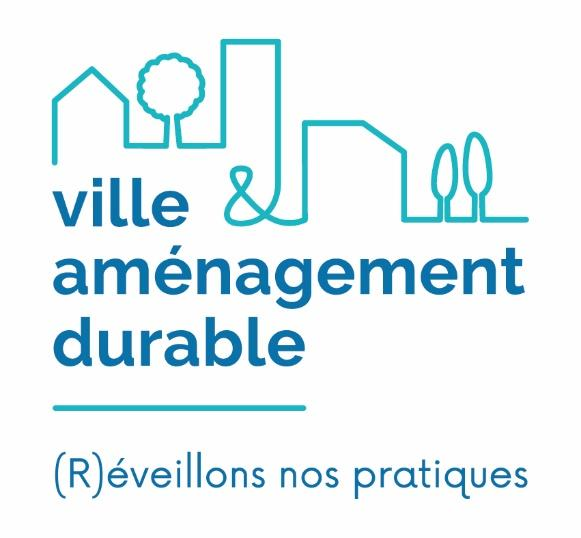 ville &
aménagement
durable
(R)éveillons nos pratiques